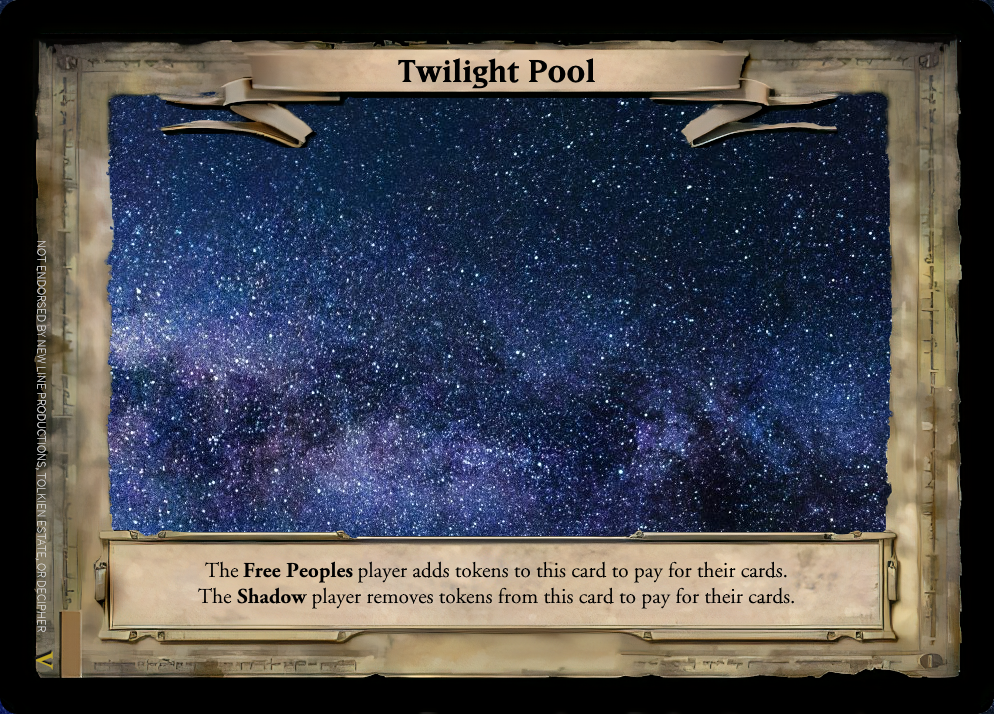 Twilight Pool
The Free Peoples player adds tokens to this card to pay for their cards.
The Shadow player removes tokens from this card to pay for their cards.
NOT ENDORSED BY NEW LINE PRODUCTIONS, TOLKIEN ESTATE, OR DECIPHER
V
1